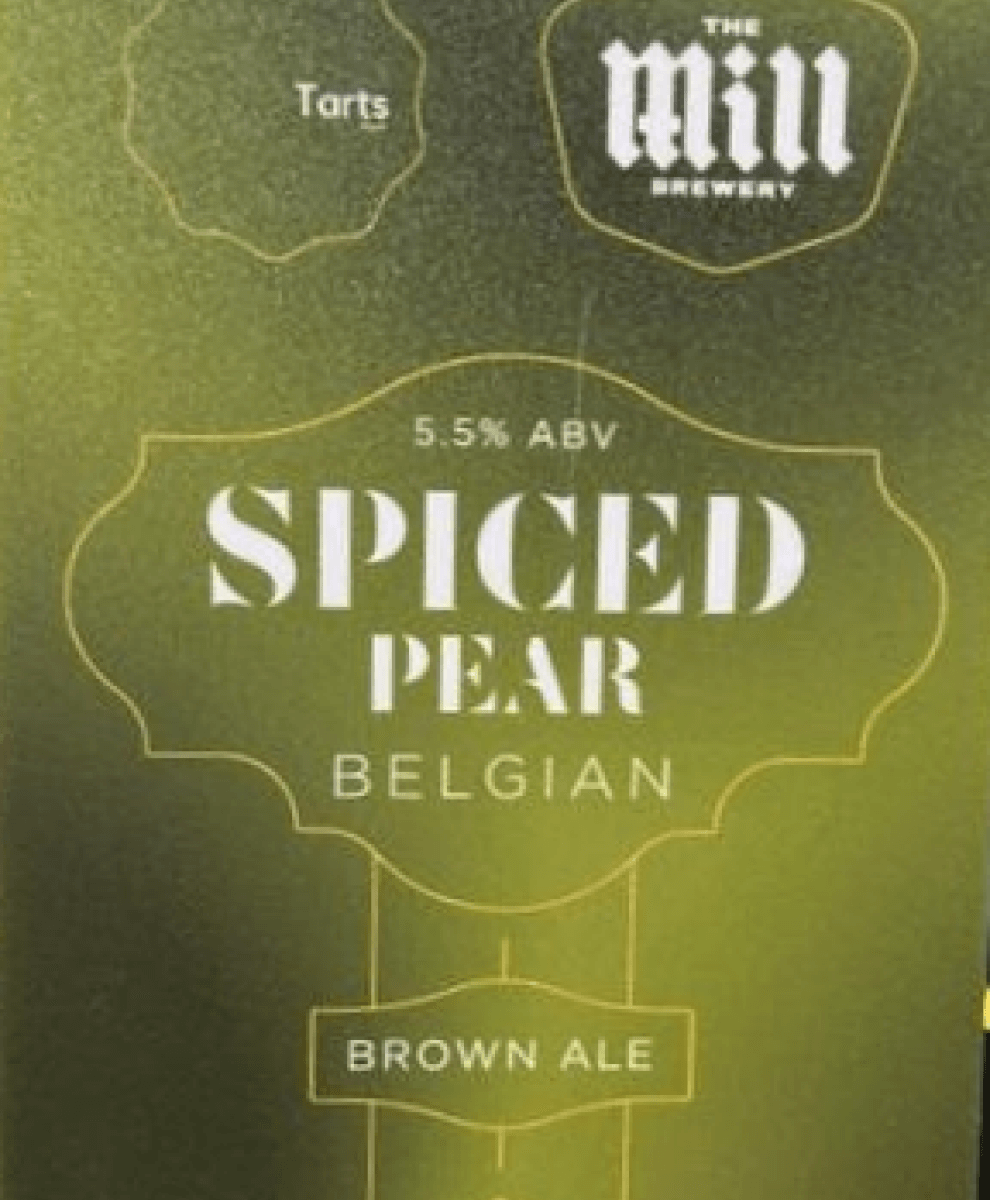 Tarts
THE
Mill
BREWERY
5.5% ABV
SPICED
PEAR
BELGIAN
BROWN ALE